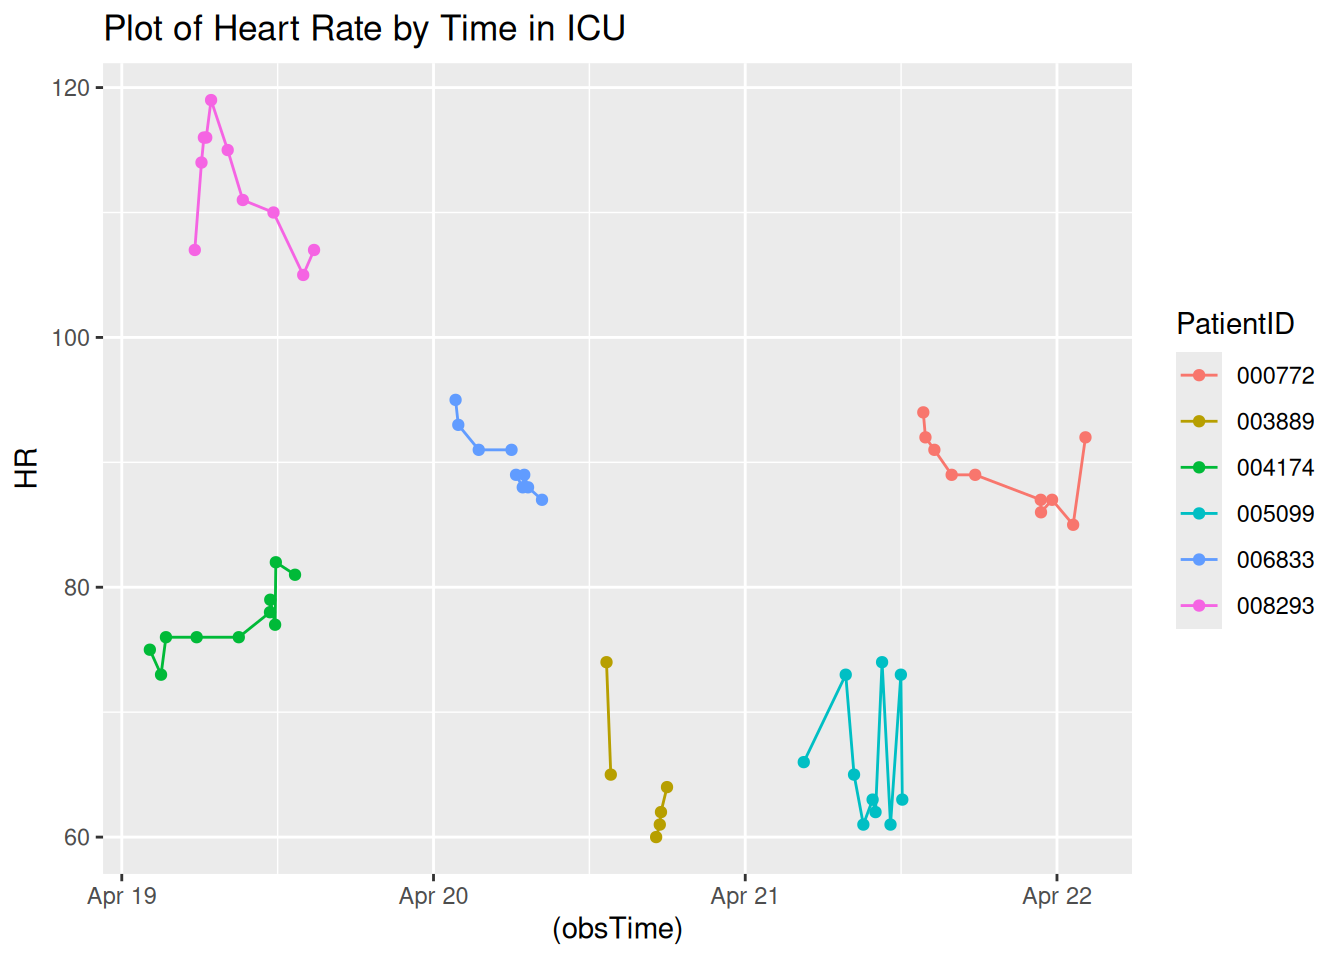 Plot of Heart Rate by Time in ICU
120
100
80
60
HR
Apr 19
Apr 20
Apr 21
Apr 22
(obsTime)
PatientID
000772
003889
004174
005099
006833
008293